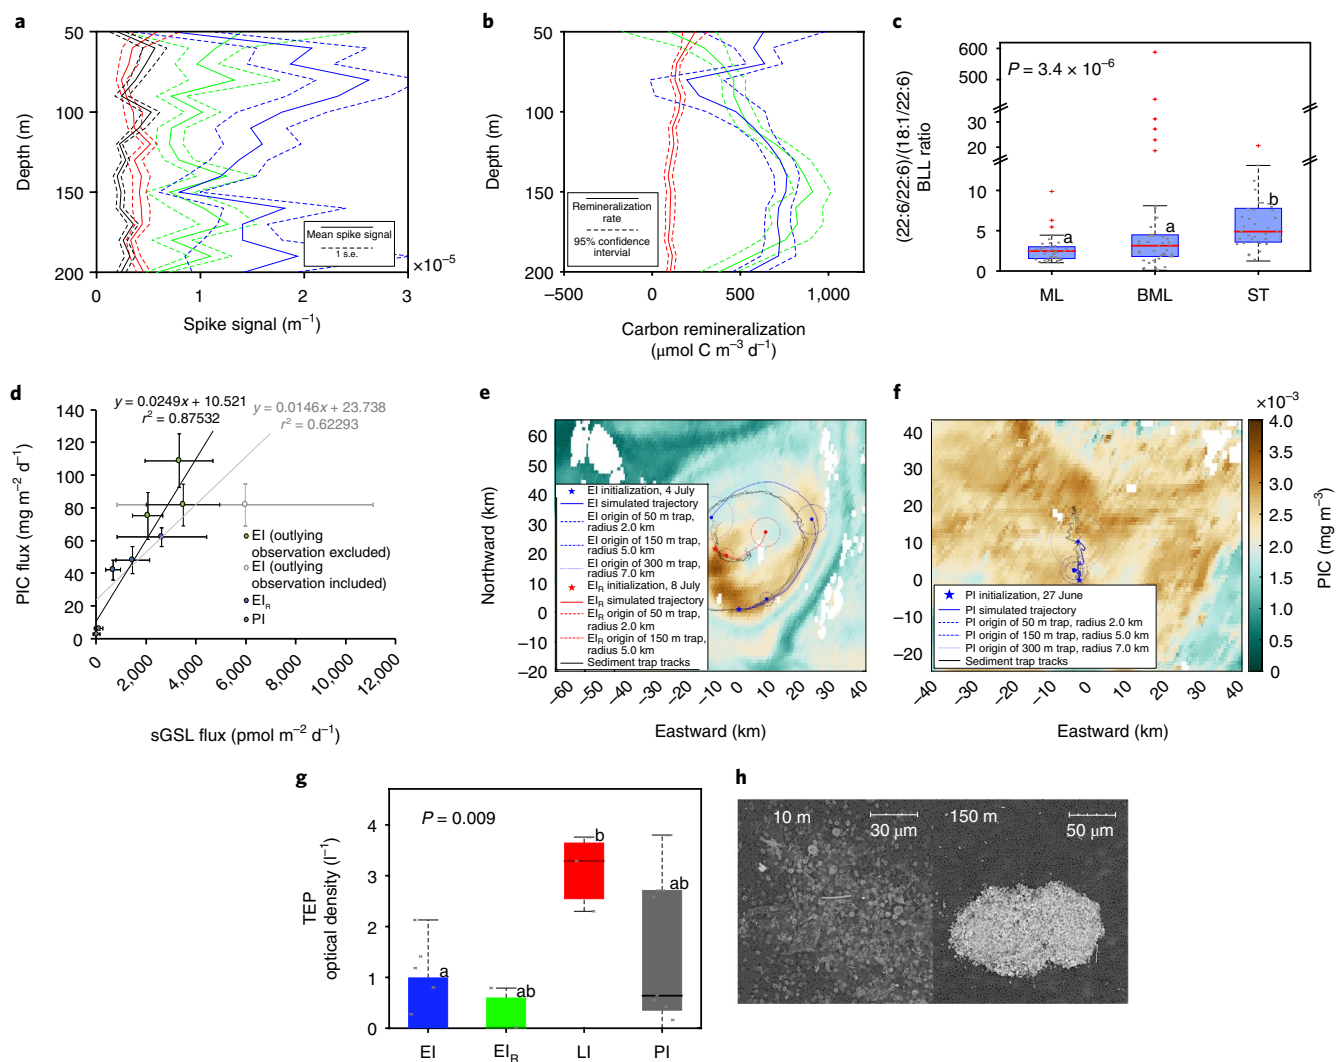 a
50
100
150
200
Depth (m)
0
1
2
3
×10⁻⁵
Spike signal (m⁻¹)
Mean spike signal
1 s.e.
b
50
100
150
200
Depth (m)
−500
0
500
1,000
Carbon remineralization
(μmol C m⁻³ d⁻¹)
Remineralization
rate
95% confidence
interval
c
P = 3.4 × 10⁻⁶
600
500
30
20
10
5
0
(22:6/22:6)/(18:1/22:6)
BLL ratio
a
a
b
ML
BML
ST
d
y = 0.0249x + 10.521
r² = 0.87532
y = 0.0146x + 23.738
r² = 0.62293
140
120
100
80
60
40
20
0
PIC flux (mg m⁻² d⁻¹)
EI (outlying
observation excluded)
EI (outlying
observation included)
EI_R
PI
0
2,000
4,000
6,000
8,000
10,000
12,000
sGSL flux (pmol m⁻² d⁻¹)
e
60
50
40
30
20
10
0
−10
−20
Northward (km)
EI initialization, 4 July
EI simulated trajectory
EI origin of 50 m trap,
radius 2.0 km
EI origin of 150 m trap,
radius 5.0 km
EI origin of 300 m trap,
radius 7.0 km
EI_R initialization, 8 July
EI_R simulated trajectory
EI_R origin of 50 m trap,
radius 2.0 km
EI_R origin of 150 m trap,
radius 5.0 km
Sediment trap tracks
−60
−50
−40
−30
−20
−10
0
10
20
30
40
Eastward (km)
f
40
30
20
10
0
−10
−20
PI initialization, 27 June
PI simulated trajectory
PI origin of 50 m trap, radius 2.0 km
PI origin of 150 m trap, radius 5.0 km
PI origin of 300 m trap, radius 7.0 km
Sediment trap tracks
−40
−30
−20
−10
0
10
20
30
40
Eastward (km)
×10⁻³
4.0
3.5
3.0
2.5
2.0
1.5
1.0
0.5
0
PIC (mg m⁻³)
g
P = 0.009
4
3
2
1
0
TEP
optical density (l⁻¹)
a
ab
b
ab
EI
EI_R
LI
PI
h
10 m
30 μm
150 m
50 μm